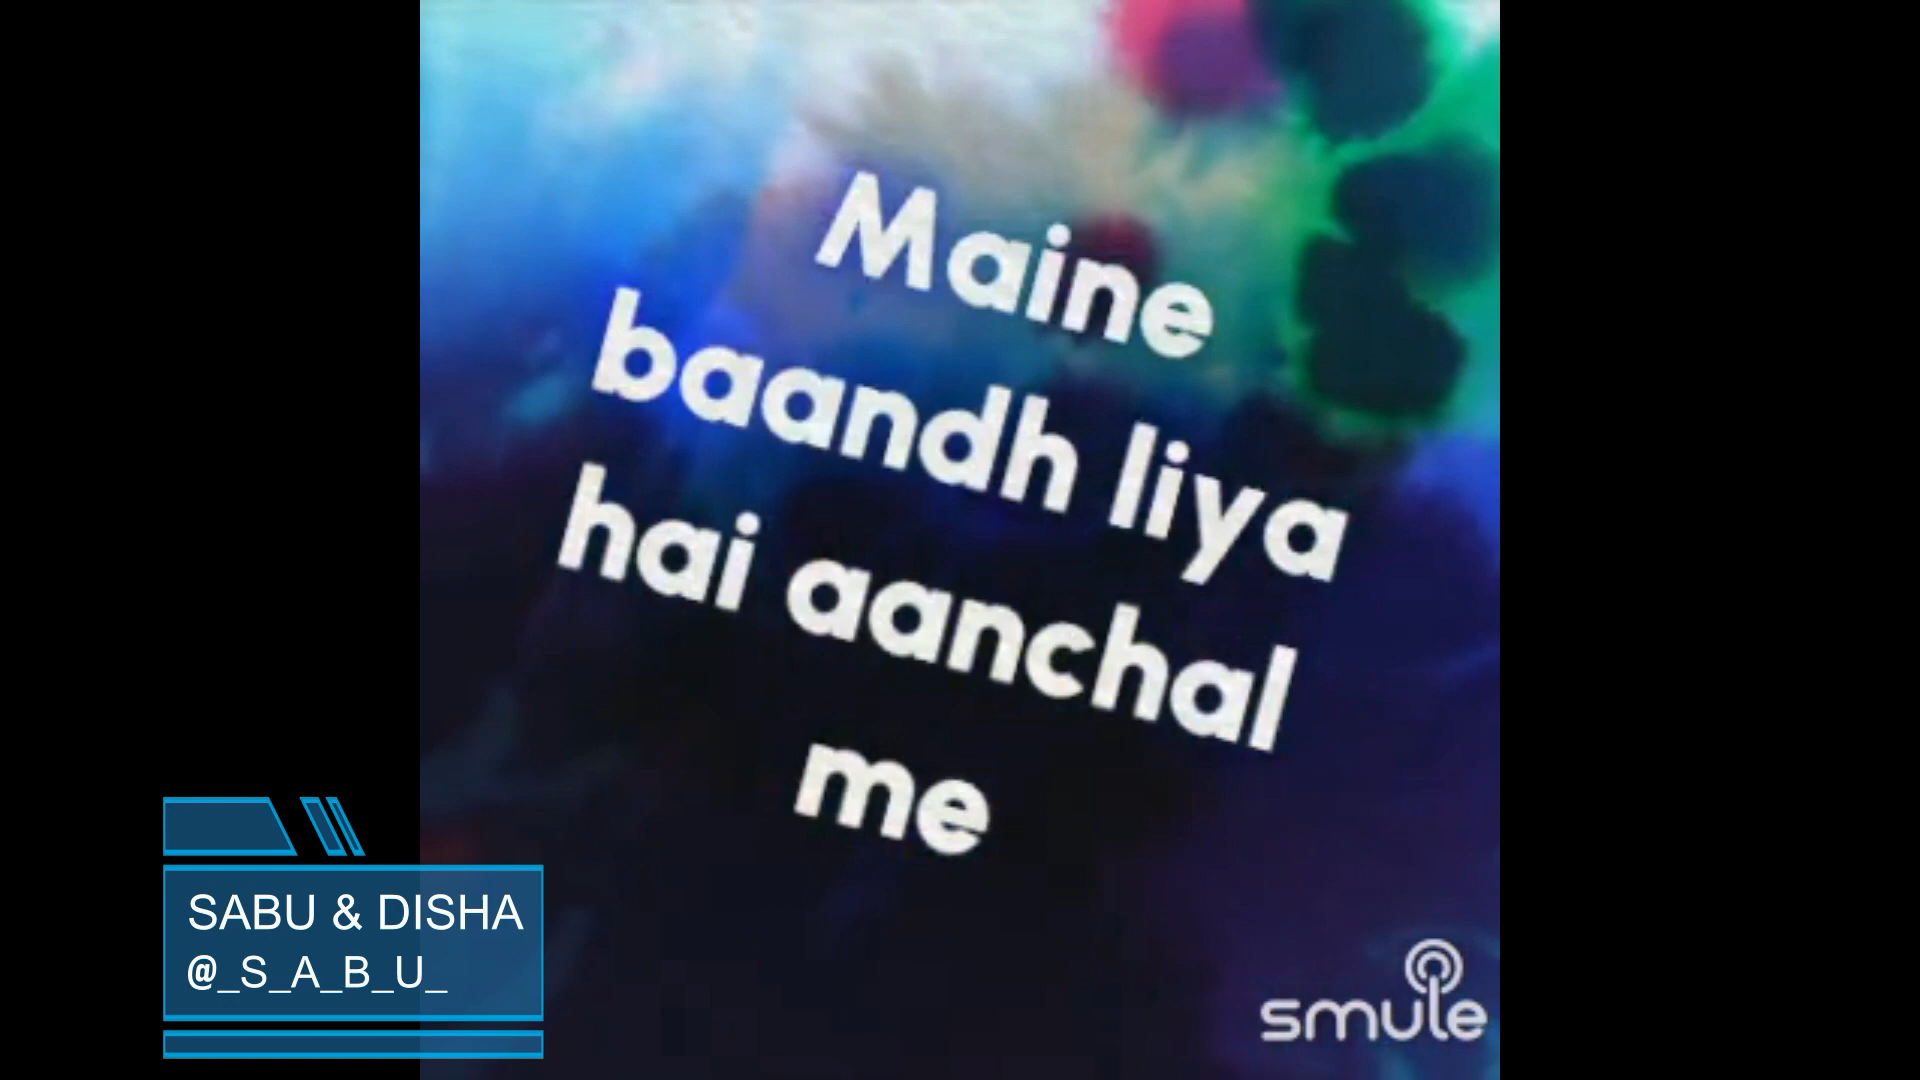 Maine
baandh liya
hai aanchal
me
SABU & DISHA
@_S_A_B_U_
smule